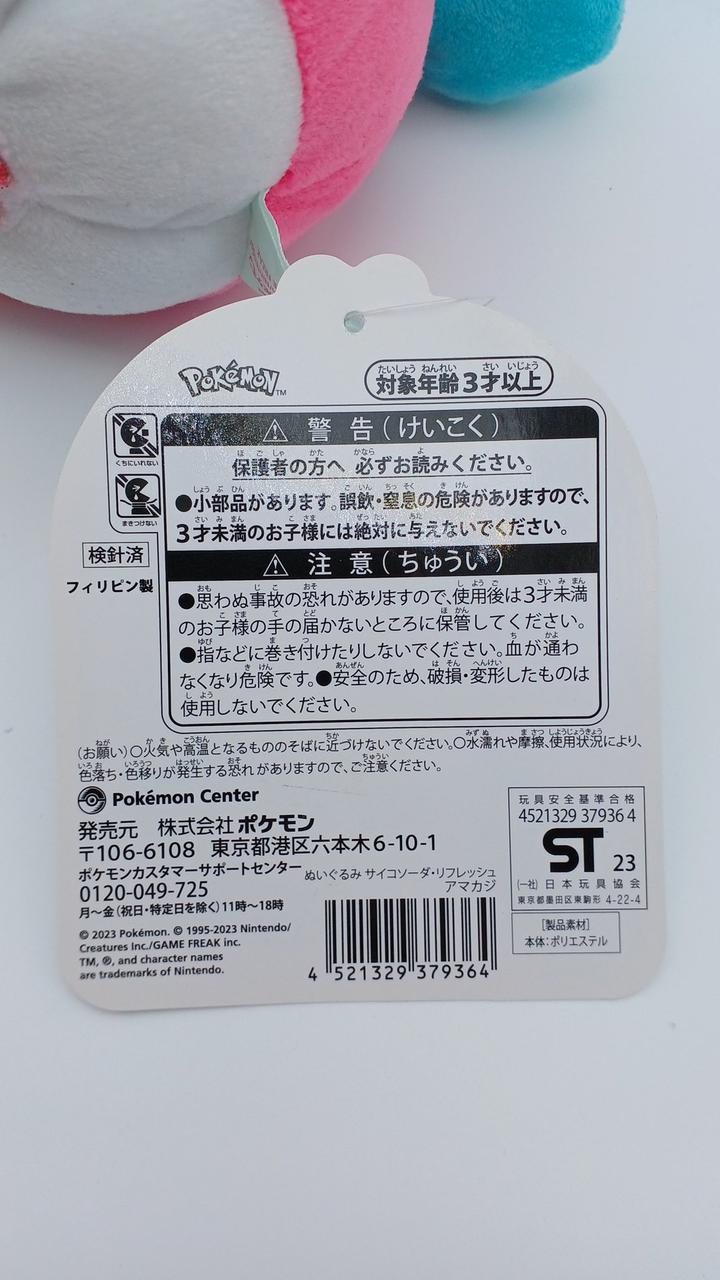 POKéMON™
対象年齢3才以上
たいしょう ねんれい さい いじょう
くちにいれない
まきつけない
検針済
フィリピン製
⚠ 警告(けいこく)
保護者の方へ 必ずお読みください。
ほごしゃ かた かなら よ
●小部品があります。誤飲・窒息の危険がありますので、
しょうぶひん ごいん ちっそく きけん
3才未満のお子様には絶対に与えないでください。
さいみまん こさま ぜったい あた
⚠ 注意(ちゅうい)
●思わぬ事故の恐れがありますので、使用後は3才未満
おも じこ おそ しようご さいみまん
のお子様の手の届かないところに保管してください。
こさま て とど ほかん
●指などに巻き付けたりしないでください。血が通わ
ゆび ま つ ち かよ
なくなり危険です。●安全のため、破損・変形したものは
きけん あんぜん はそん へんけい
使用しないでください。
しよう
(お願い)○火気や高温となるもののそばに近づけないでください。○水濡れや摩擦、使用状況により、
ねが かき こうおん ちか みずぬ まさつ しようじょうきょう
色落ち・色移りが発生する恐れがありますので、ご注意ください。
いろお いろうつ はっせい おそ ちゅうい
Pokémon Center
発売元 株式会社ポケモン
〒106-6108 東京都港区六本木6-10-1
ポケモンカスタマーサポートセンター
0120-049-725
月〜金(祝日・特定日を除く)11時〜18時
© 2023 Pokémon. © 1995-2023 Nintendo/
Creatures Inc./GAME FREAK inc.
TM, ®, and character names
are trademarks of Nintendo.
ぬいぐるみ サイコソーダ・リフレッシュ
アマカジ
4 521329 379364
玩具安全基準合格
4521329 37936 4
ST 23
(一社)日本玩具協会
東京都墨田区東駒形 4-22-4
[製品素材]
本体:ポリエステル